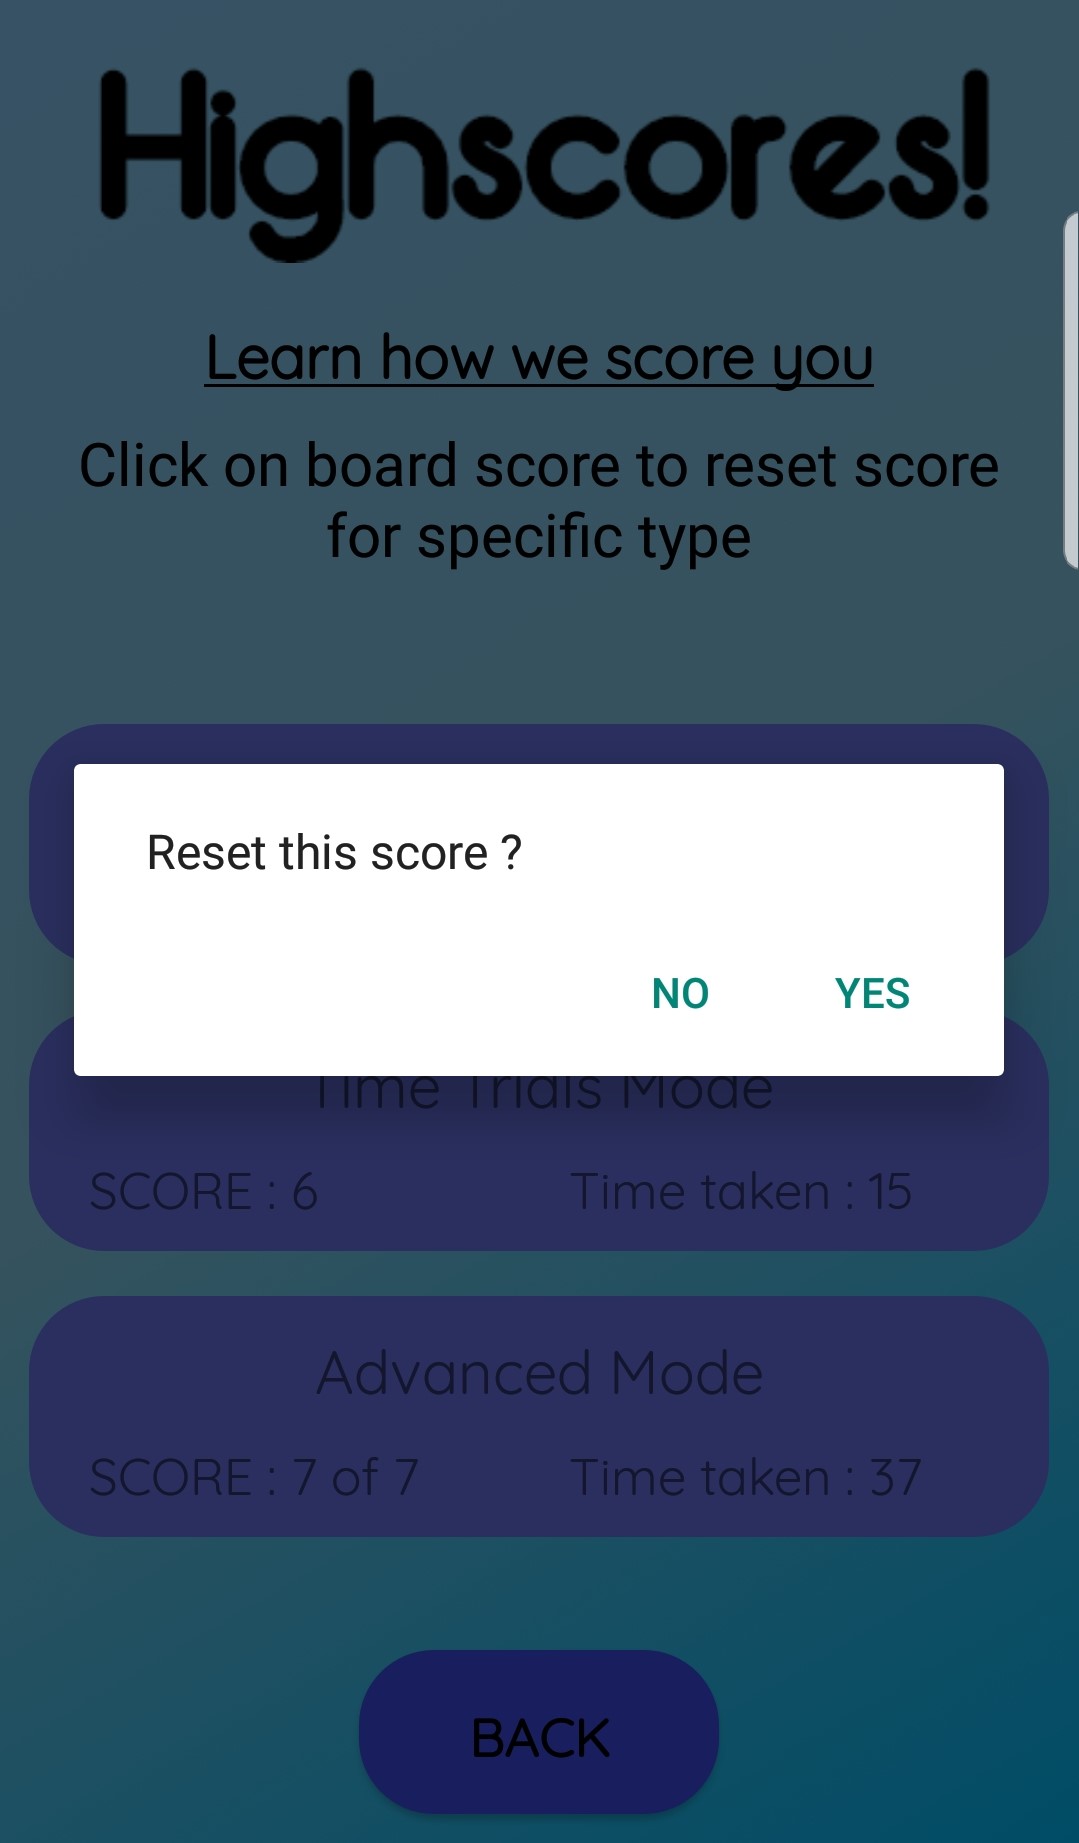 Highscores!
Learn how we score you
Click on board score to reset score
for specific type
Reset this score ?
NO YES
Time Trials Mode
SCORE : 6 Time taken : 15
Advanced Mode
SCORE : 7 of 7 Time taken : 37
BACK